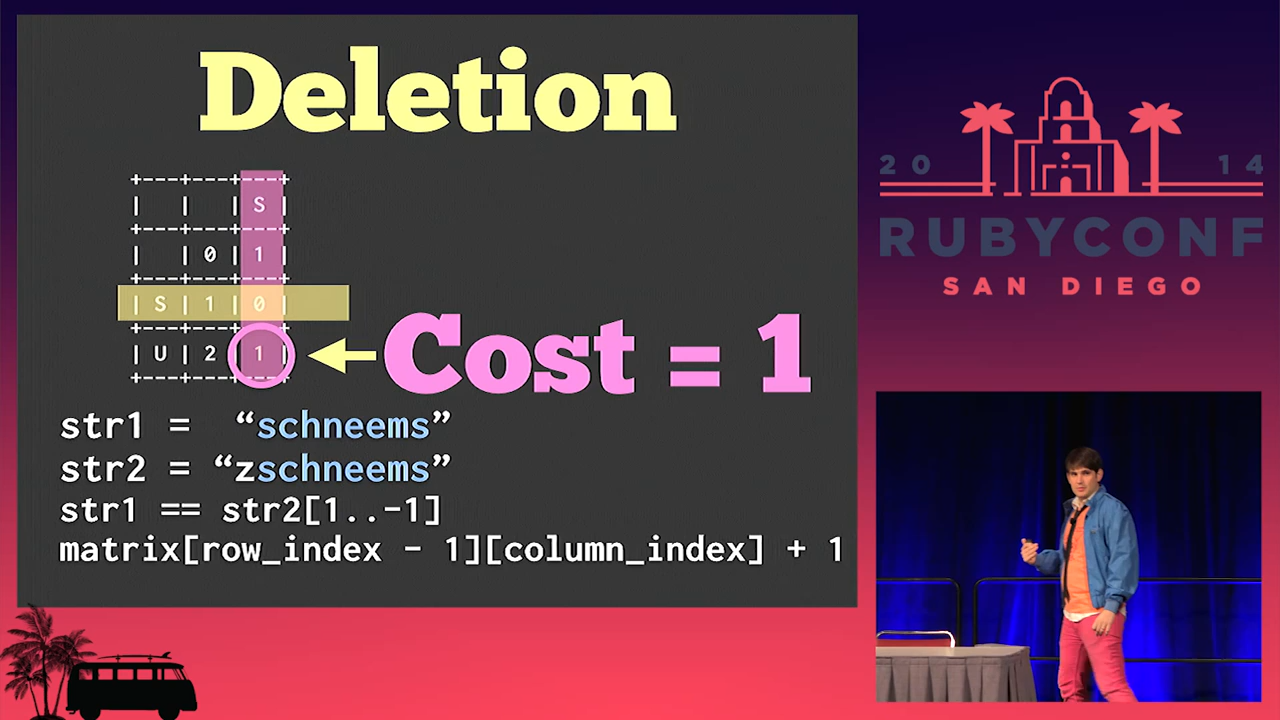 Deletion
+---+---+---+
|   |   | S |
+---+---+---+
|   | 0 | 1 |
+---+---+---+
| S | 1 | 0 |
+---+---+---+
| U | 2 | 1 |
+---+---+---+
Cost = 1
str1 =  “schneems”
str2 = “zschneems”
str1 == str2[1..-1]
matrix[row_index - 1][column_index] + 1
20 14
RUBYCONF
SAN DIEGO